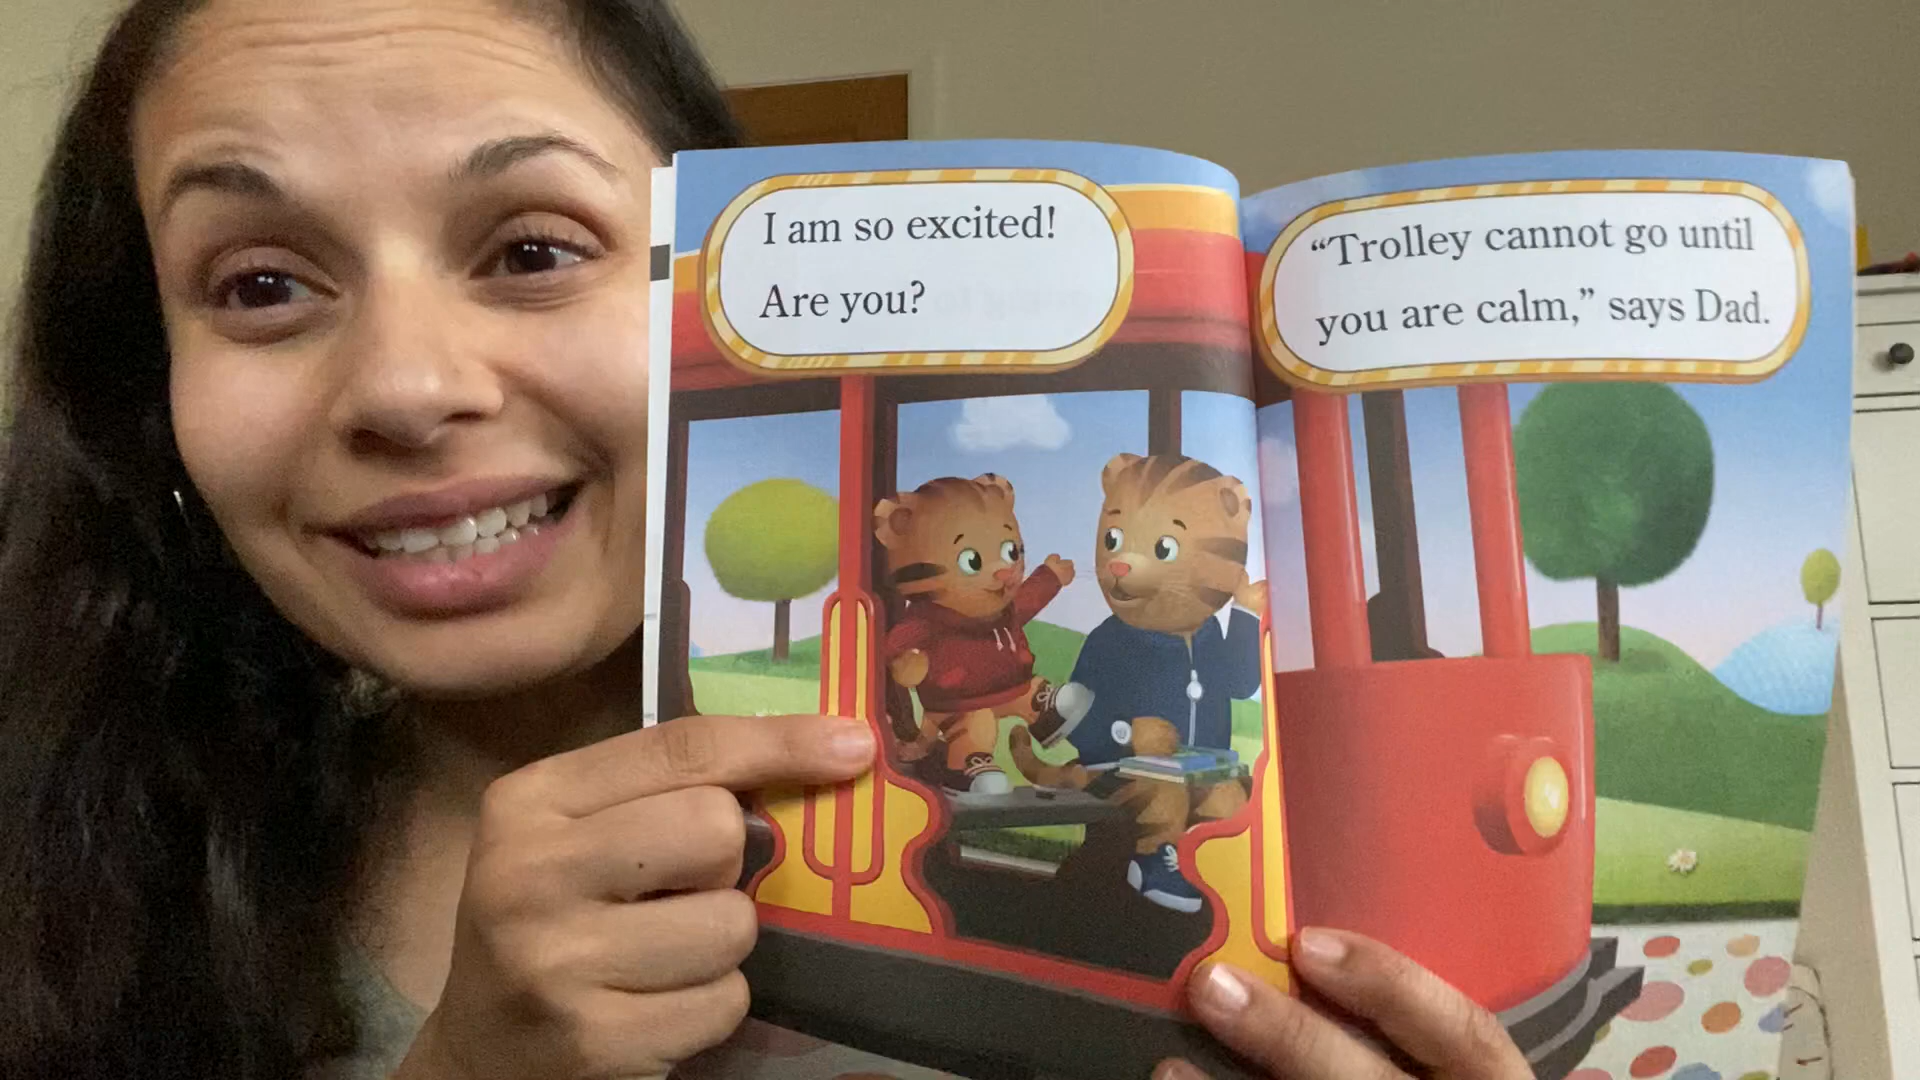 I am so excited!
Are you?
“Trolley cannot go until
you are calm,” says Dad.